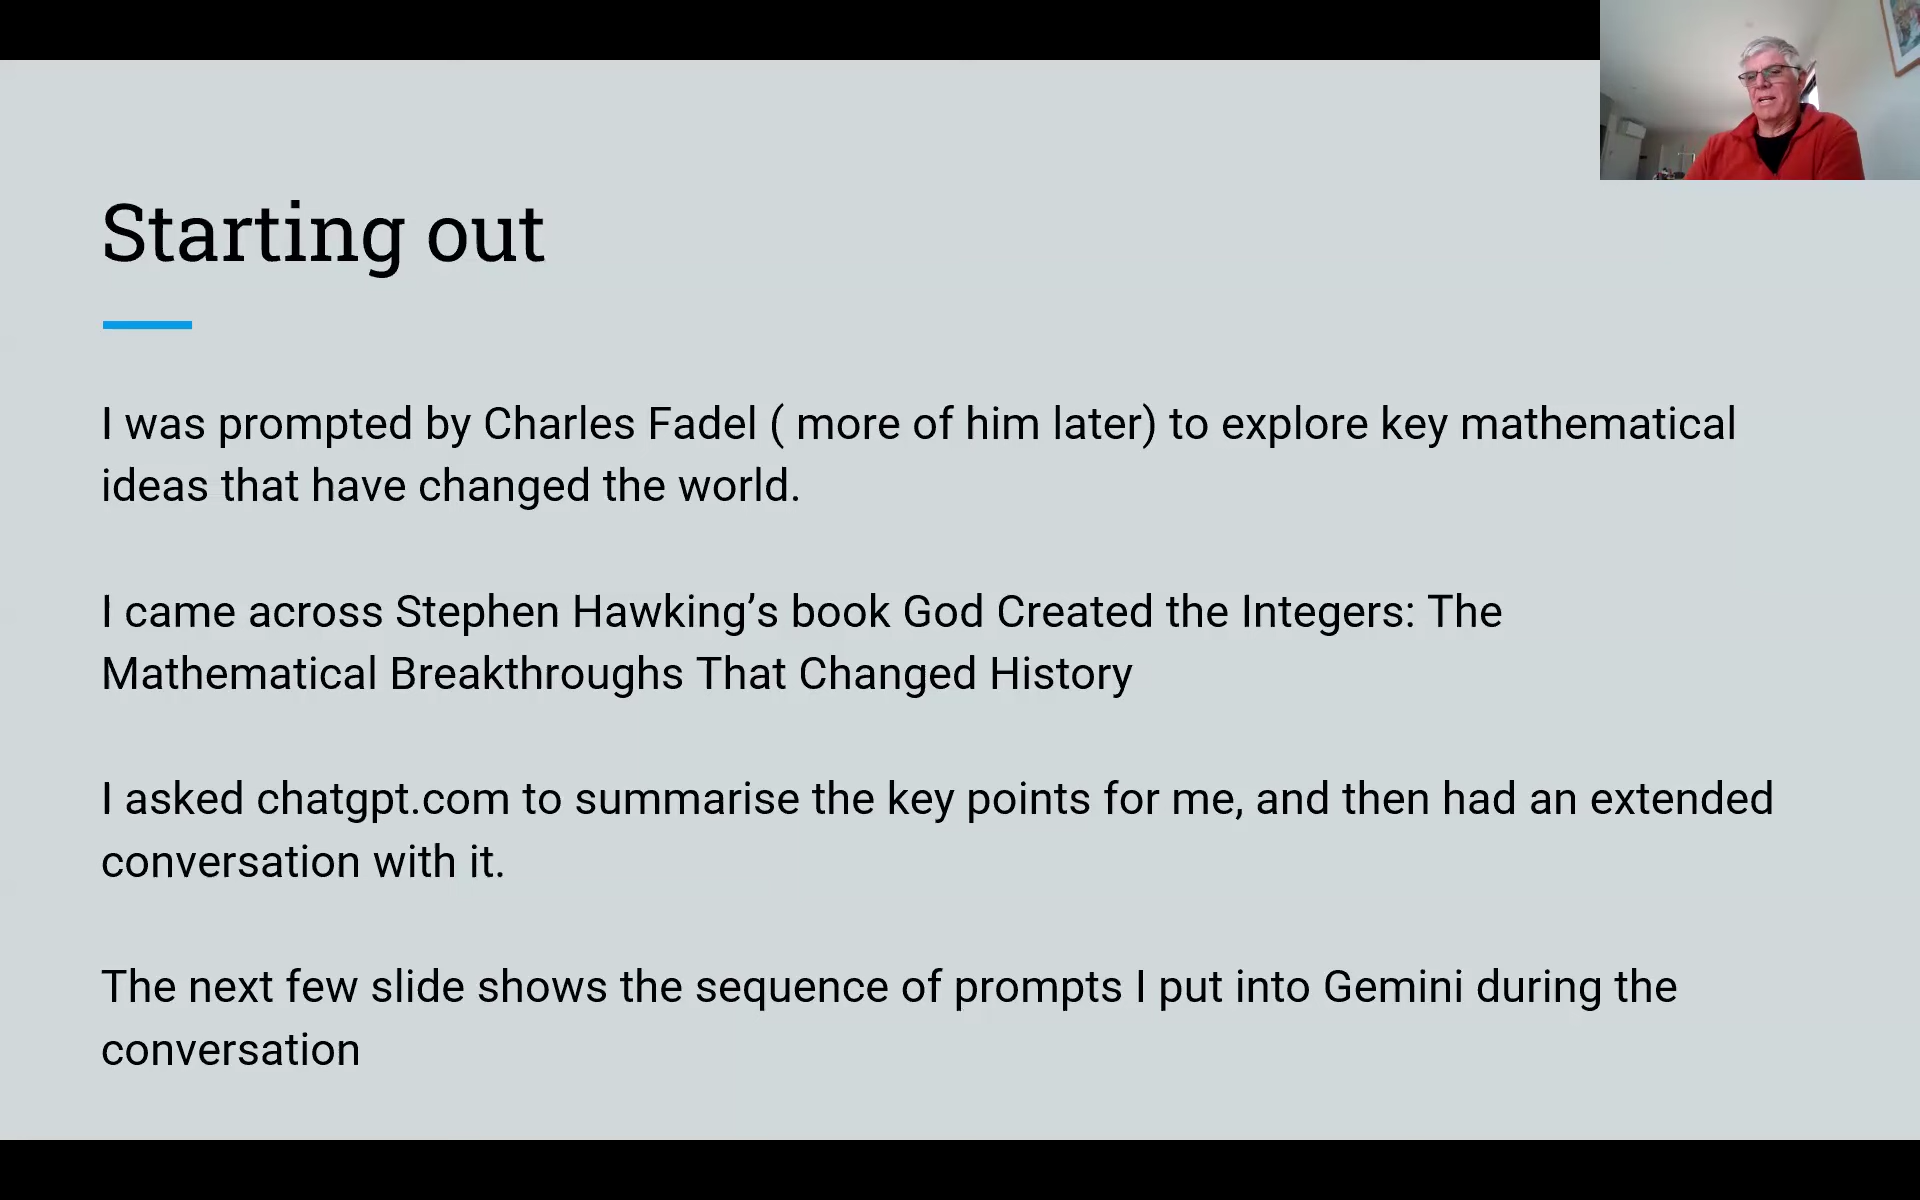 Starting out
I was prompted by Charles Fadel ( more of him later) to explore key mathematical
ideas that have changed the world.
I came across Stephen Hawking’s book God Created the Integers: The
Mathematical Breakthroughs That Changed History
I asked chatgpt.com to summarise the key points for me, and then had an extended
conversation with it.
The next few slide shows the sequence of prompts I put into Gemini during the
conversation